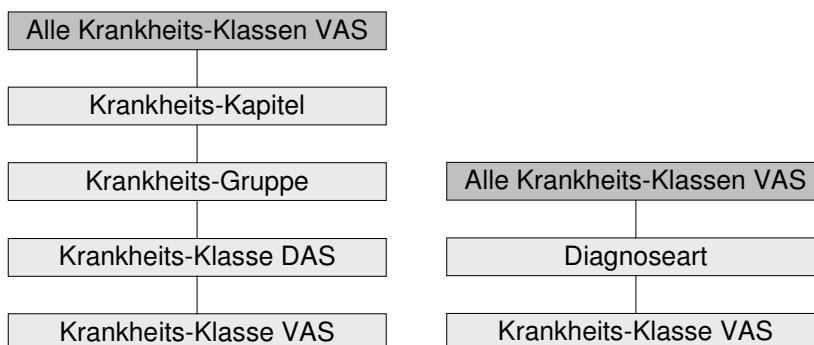 Alle Krankheits-Klassen VAS
Krankheits-Kapitel
Krankheits-Gruppe
Krankheits-Klasse DAS
Krankheits-Klasse VAS
Alle Krankheits-Klassen VAS
Diagnoseart
Krankheits-Klasse VAS